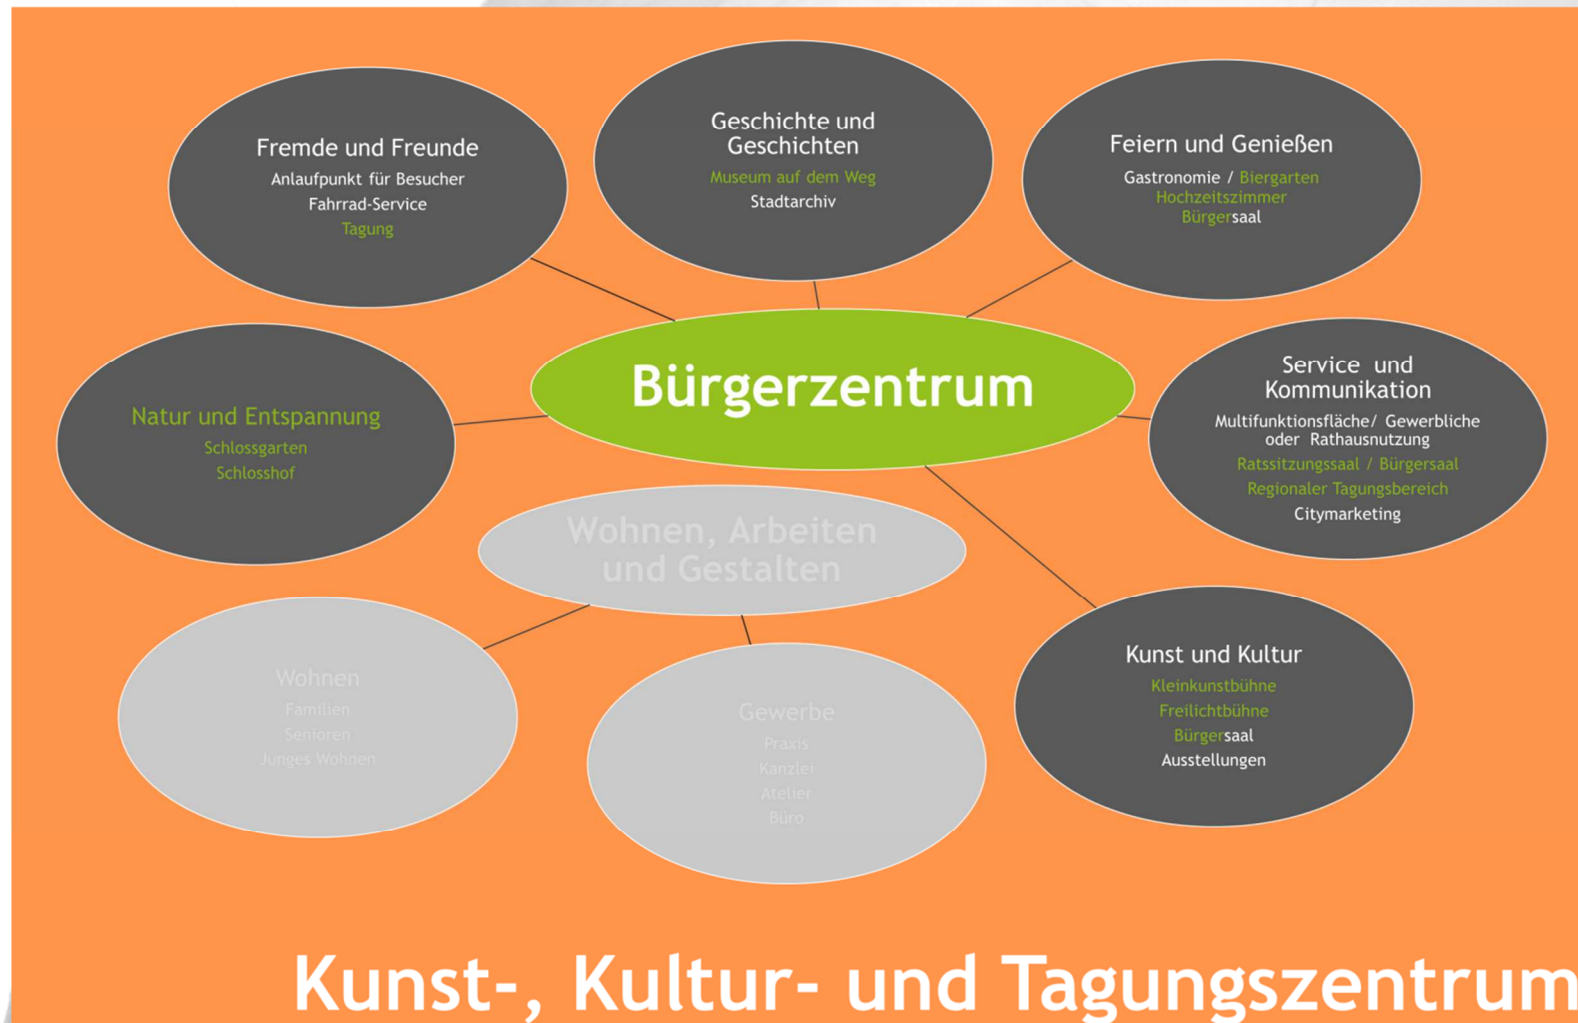 Fremde und Freunde
Anlaufpunkt für Besucher
Fahrrad-Service
Tagung
Geschichte und
Geschichten
Museum auf dem Weg
Stadtarchiv
Feiern und Genießen
Gastronomie / Biergarten
Hochzeitszimmer
Bürgersaal
Natur und Entspannung
Schlossgarten
Schlosshof
Bürgerzentrum
Service und
Kommunikation
Multifunktionsfläche/ Gewerbliche
oder Rathausnutzung
Ratssitzungssaal / Bürgersaal
Regionaler Tagungsbereich
Citymarketing
Wohnen, Arbeiten
und Gestalten
Wohnen
Familien
Senioren
Junges Wohnen
Gewerbe
Praxis
Kanzlei
Atelier
Büro
Kunst und Kultur
Kleinkunstbühne
Freilichtbühne
Bürgersaal
Ausstellungen
Kunst-, Kultur- und Tagungszentrum